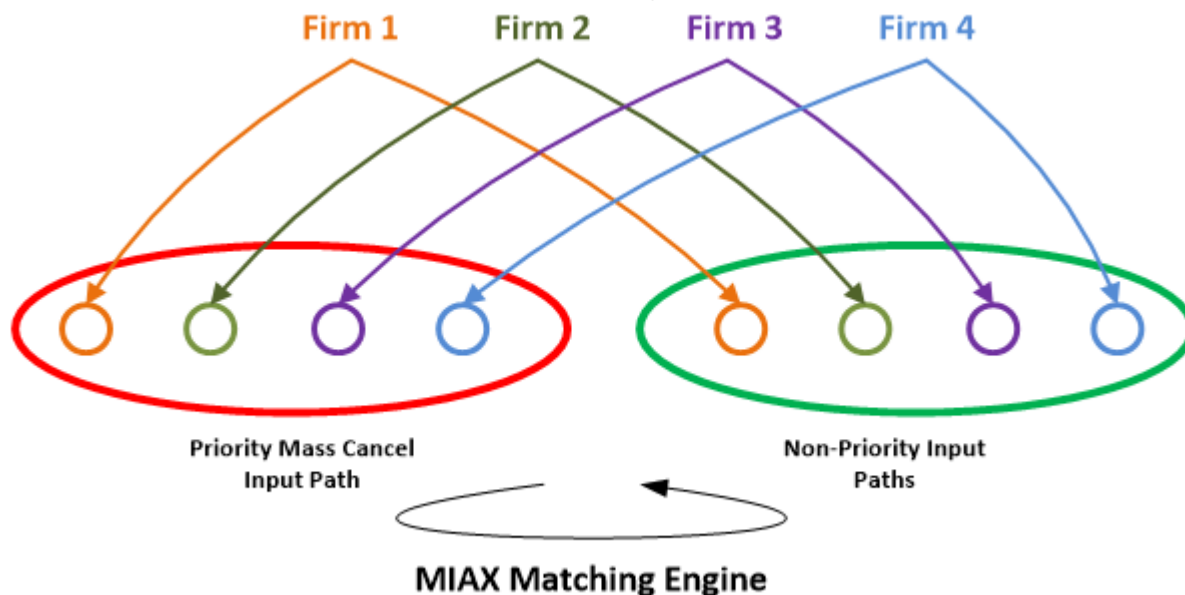 Firm 1 Firm 2 Firm 3 Firm 4
Priority Mass Cancel
Input Path
Non-Priority Input
Paths
MIAX Matching Engine